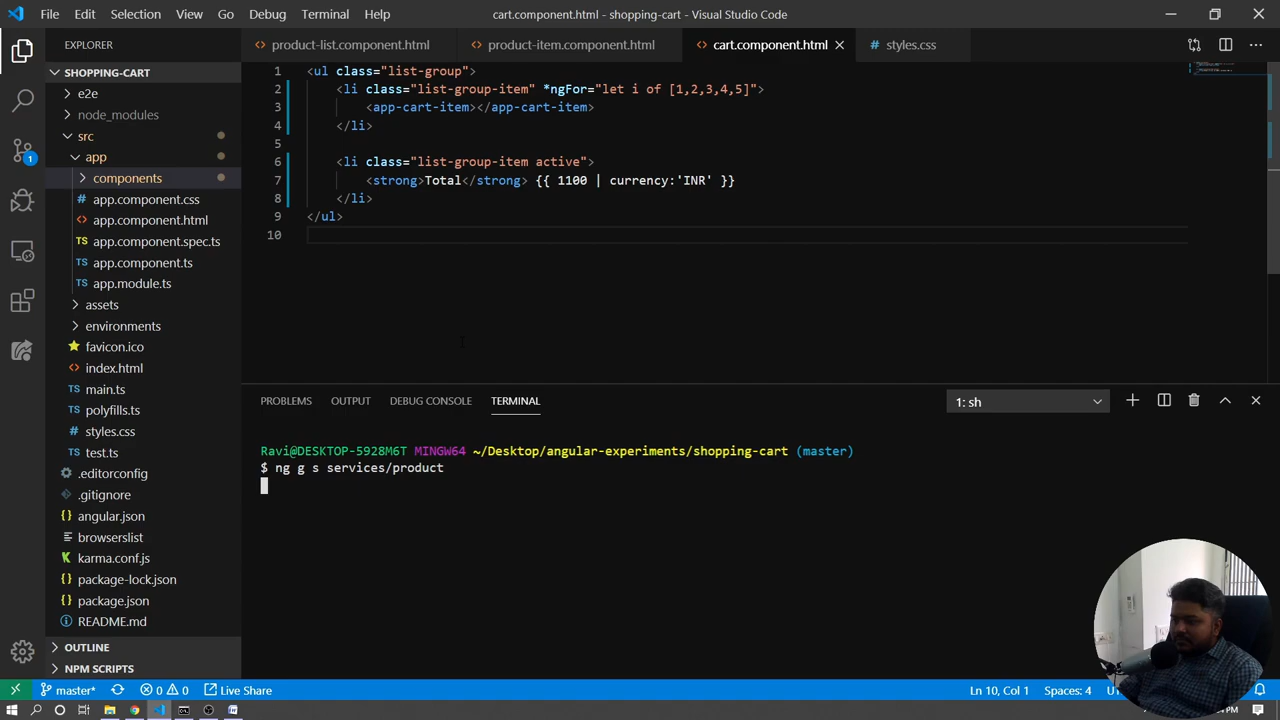 File Edit Selection View Go Debug Terminal Help
cart.component.html - shopping-cart - Visual Studio Code
EXPLORER
product-list.component.html
product-item.component.html
cart.component.html
styles.css
SHOPPING-CART
e2e
node_modules
src
app
components
app.component.css
app.component.html
app.component.spec.ts
app.component.ts
app.module.ts
assets
environments
favicon.ico
index.html
main.ts
polyfills.ts
styles.css
test.ts
.editorconfig
.gitignore
angular.json
browserslist
karma.conf.js
package-lock.json
package.json
README.md
OUTLINE
NPM SCRIPTS
1 <ul class="list-group">
2 <li class="list-group-item" *ngFor="let i of [1,2,3,4,5]">
3 <app-cart-item></app-cart-item>
4 </li>
5
6 <li class="list-group-item active">
7 <strong>Total</strong> {{ 1100 | currency:'INR' }}
8 </li>
9 </ul>
10
PROBLEMS OUTPUT DEBUG CONSOLE TERMINAL
1: sh
Ravi@DESKTOP-5928M6T MINGW64 ~/Desktop/angular-experiments/shopping-cart (master)
$ ng g s services/product
master* 0 0 Live Share
Ln 10, Col 1 Spaces: 4